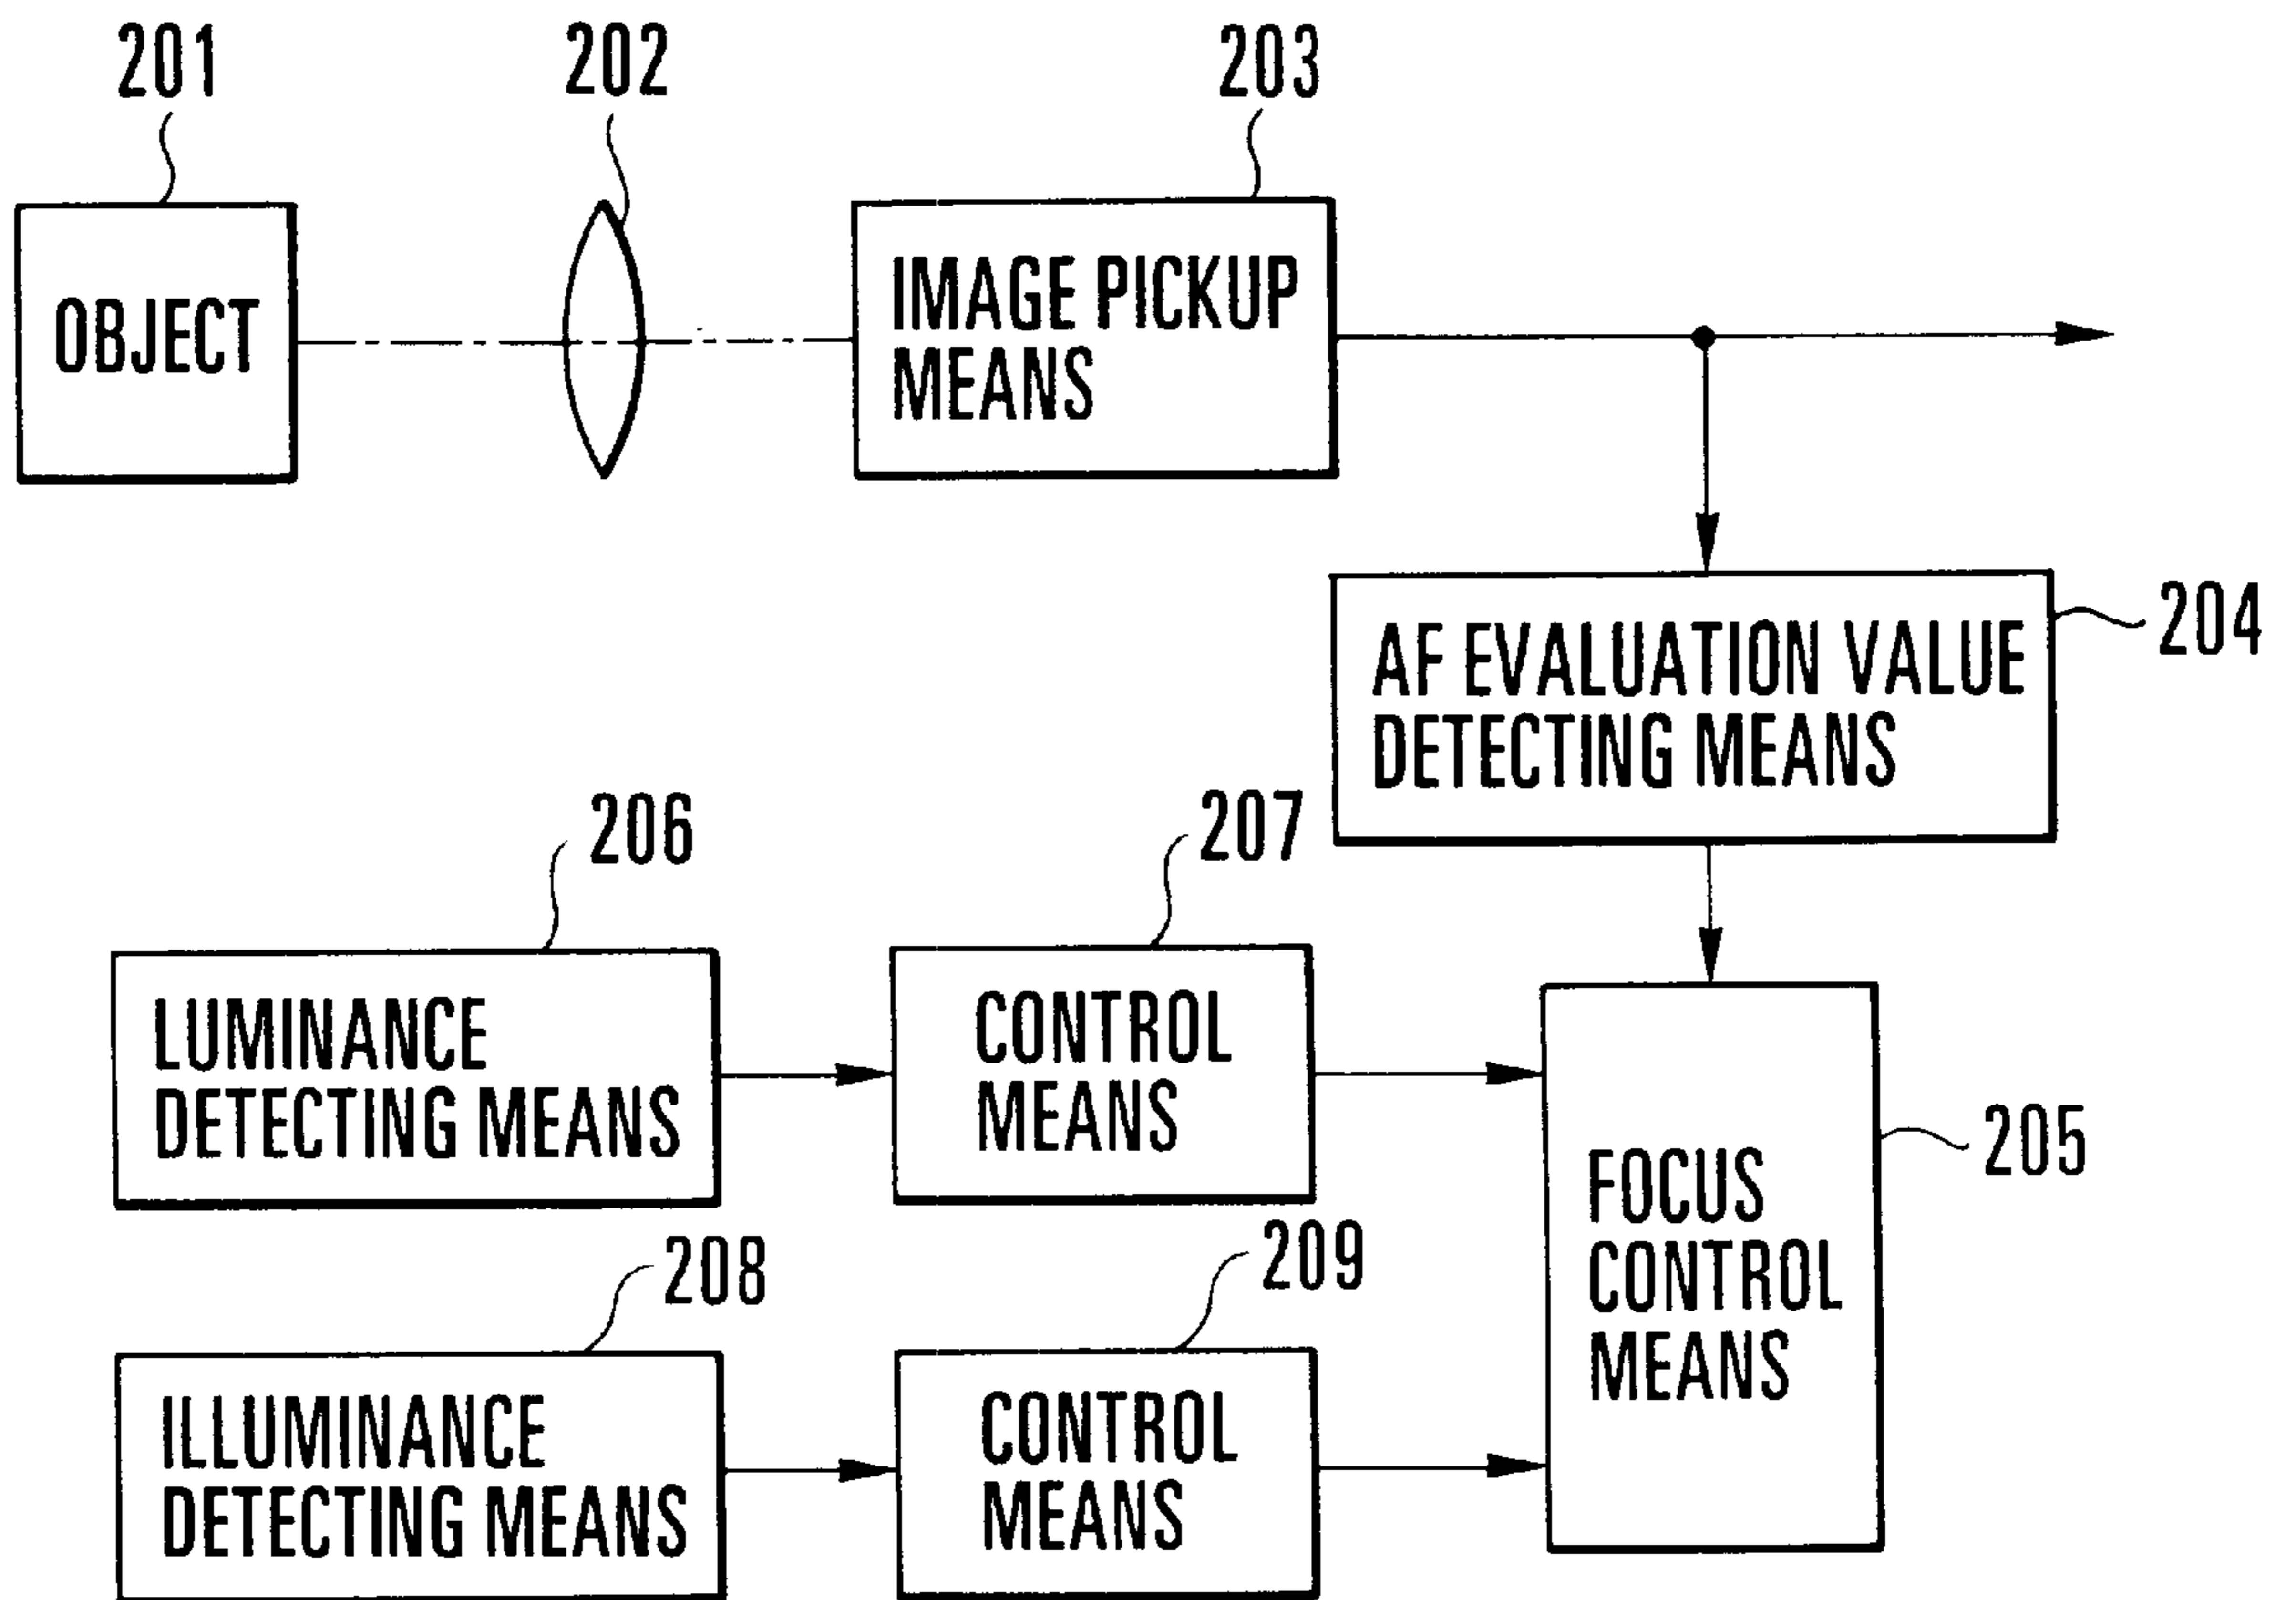 201
202
203
OBJECT
IMAGE PICKUP
MEANS
204
AF EVALUATION VALUE
DETECTING MEANS
206
207
LUMINANCE
DETECTING MEANS
CONTROL
MEANS
205
FOCUS
CONTROL
MEANS
208
209
ILLUMINANCE
DETECTING MEANS
CONTROL
MEANS